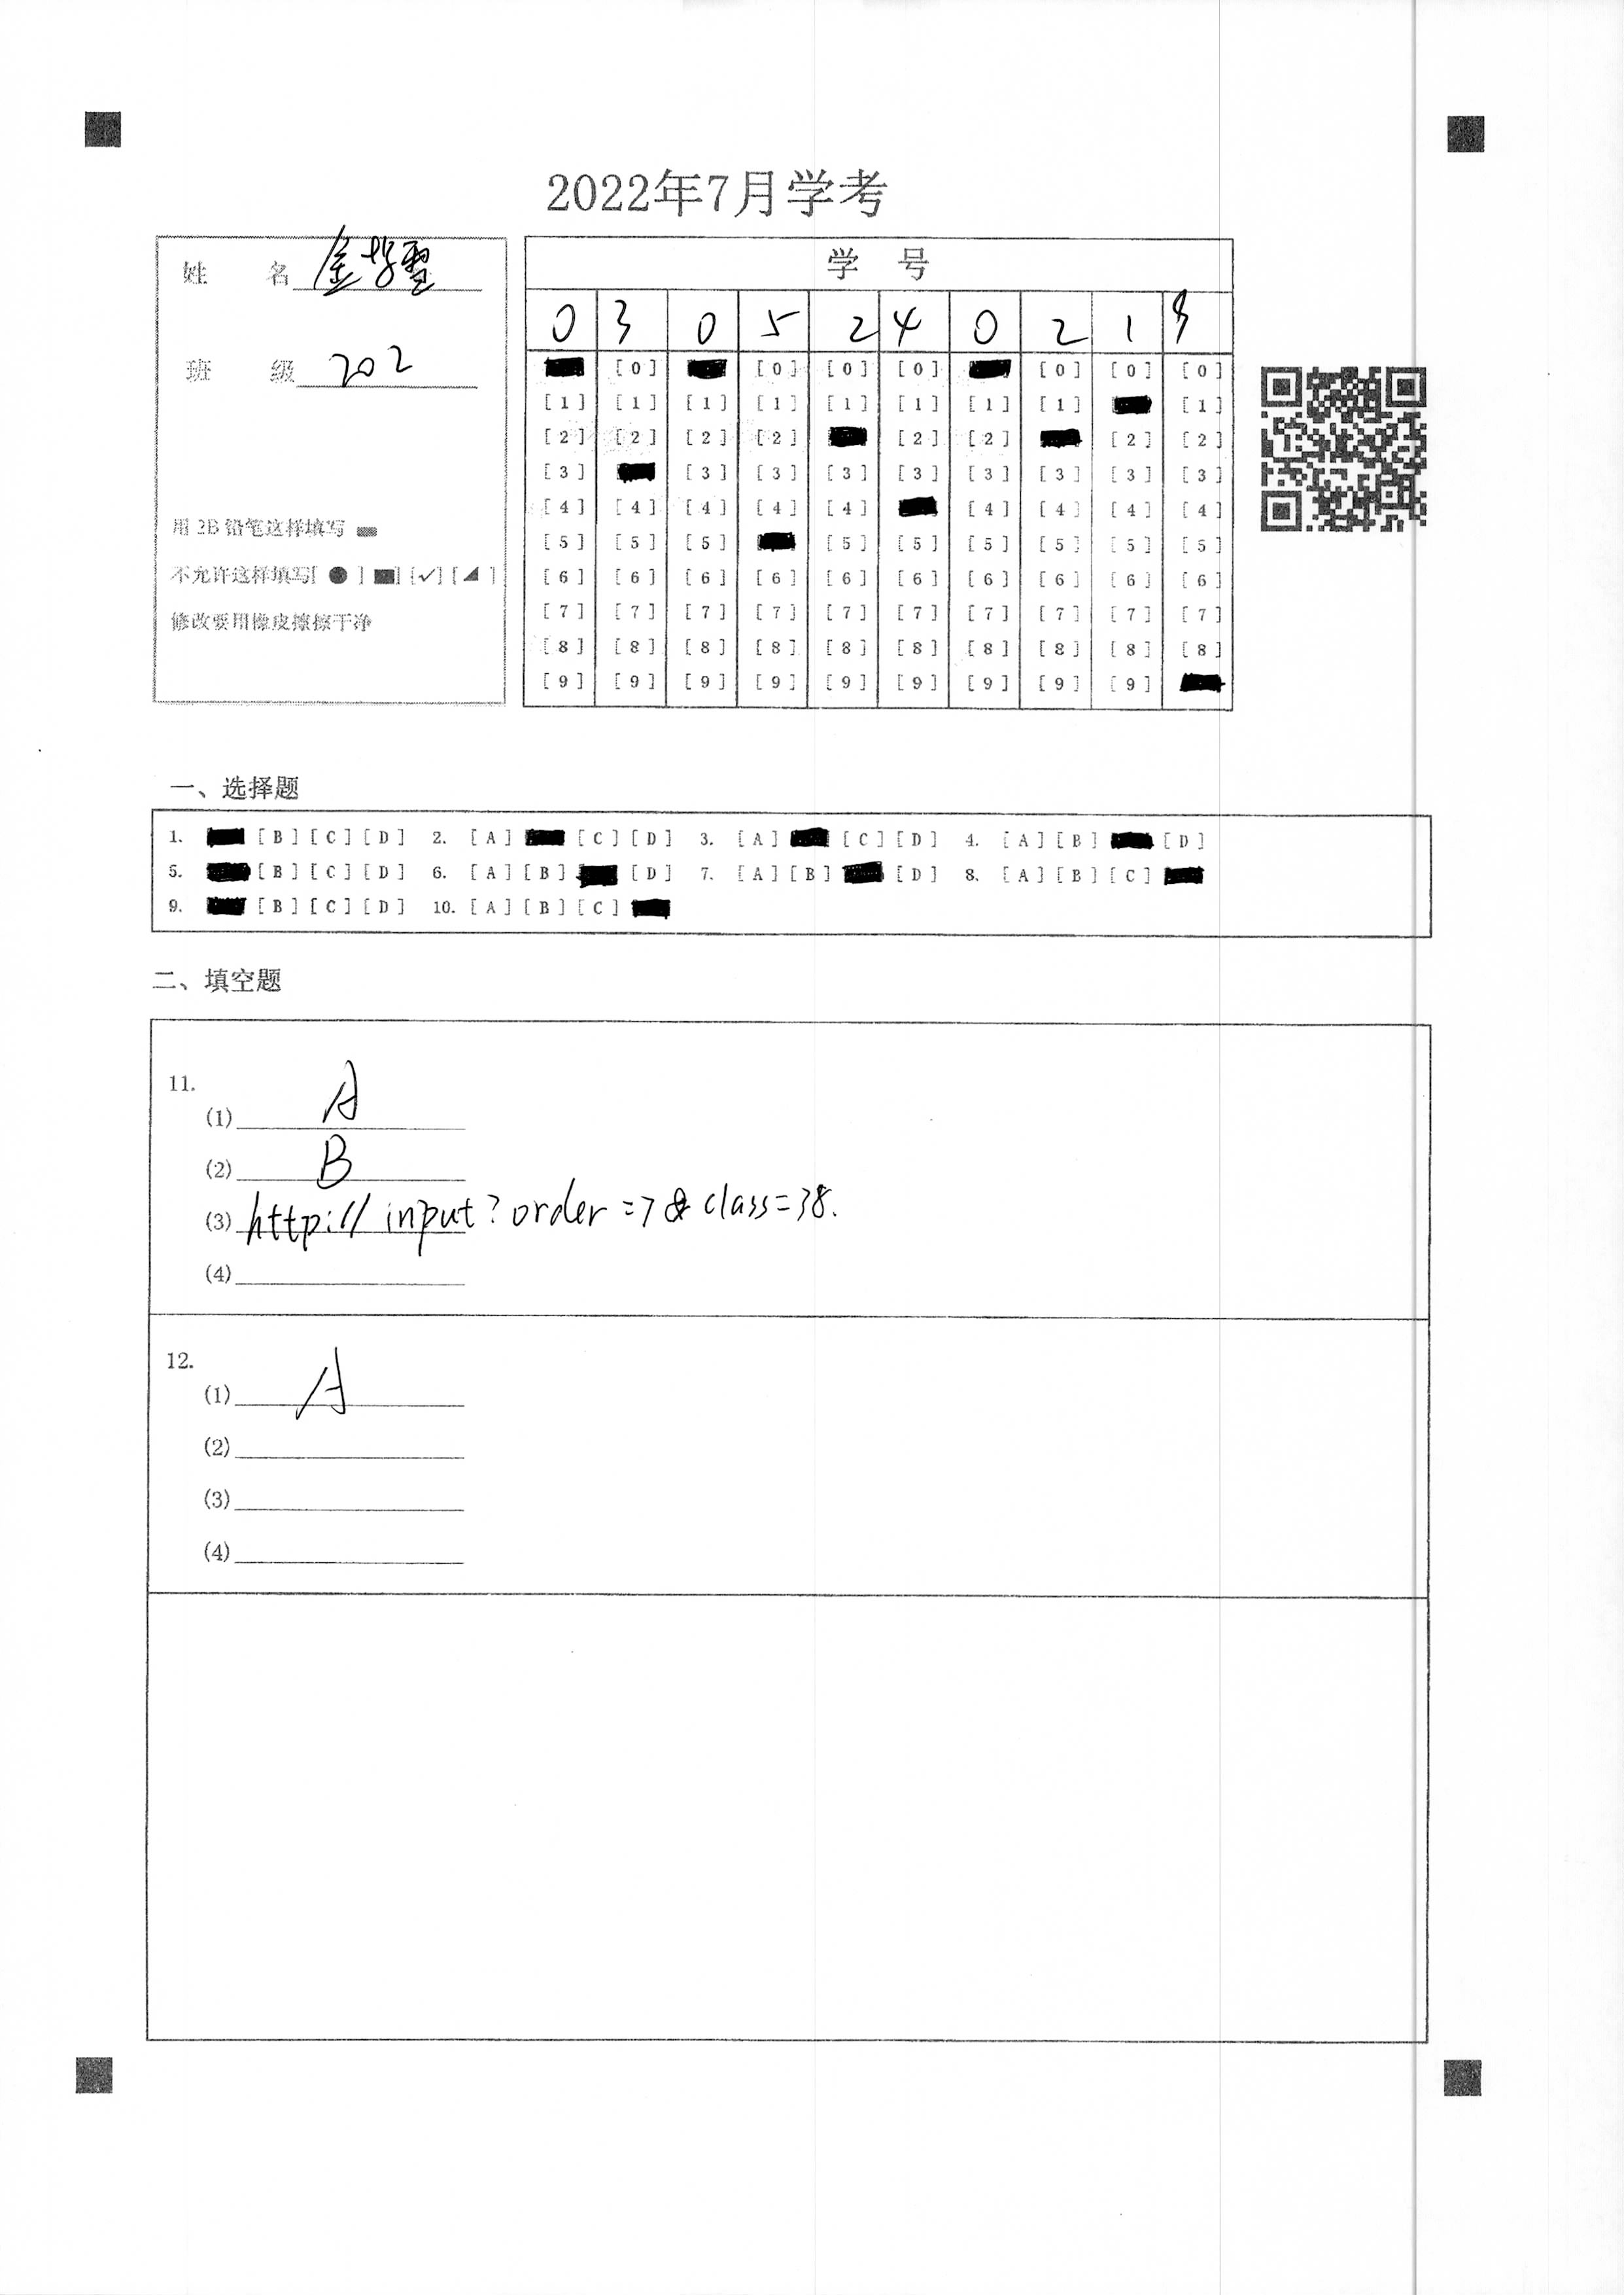 2022年7月学考
姓 名 金
班 级 202
用 2B 铅笔这样填写
不允许这样填写[ ● ] ■] [✓] [◢ ]
修改要用橡皮擦擦干净
学 号
0 3 0 5 2 4 0 2 1 9
[0] [0] [0] [0] [0] [0] [0]
[1] [1] [1] [1] [1] [1] [1] [1] [1]
[2] [2] [2] [2] [2] [2] [2] [2]
[3] [3] [3] [3] [3] [3] [3] [3] [3]
[4] [4] [4] [4] [4] [4] [4] [4] [4]
[5] [5] [5] [5] [5] [5] [5] [5] [5]
[6] [6] [6] [6] [6] [6] [6] [6] [6] [6]
[7] [7] [7] [7] [7] [7] [7] [7] [7] [7]
[8] [8] [8] [8] [8] [8] [8] [8] [8] [8]
[9] [9] [9] [9] [9] [9] [9] [9] [9]
一、选择题
1. [B] [C] [D] 2. [A] [C] [D] 3. [A] [C] [D] 4. [A] [B] [D]
5. [B] [C] [D] 6. [A] [B] [D] 7. [A] [B] [D] 8. [A] [B] [C]
9. [B] [C] [D] 10. [A] [B] [C]
二、填空题
11.
(1) A
(2) B
(3) http:// input?order=7&class=38.
(4)
12.
(1) A
(2)
(3)
(4)